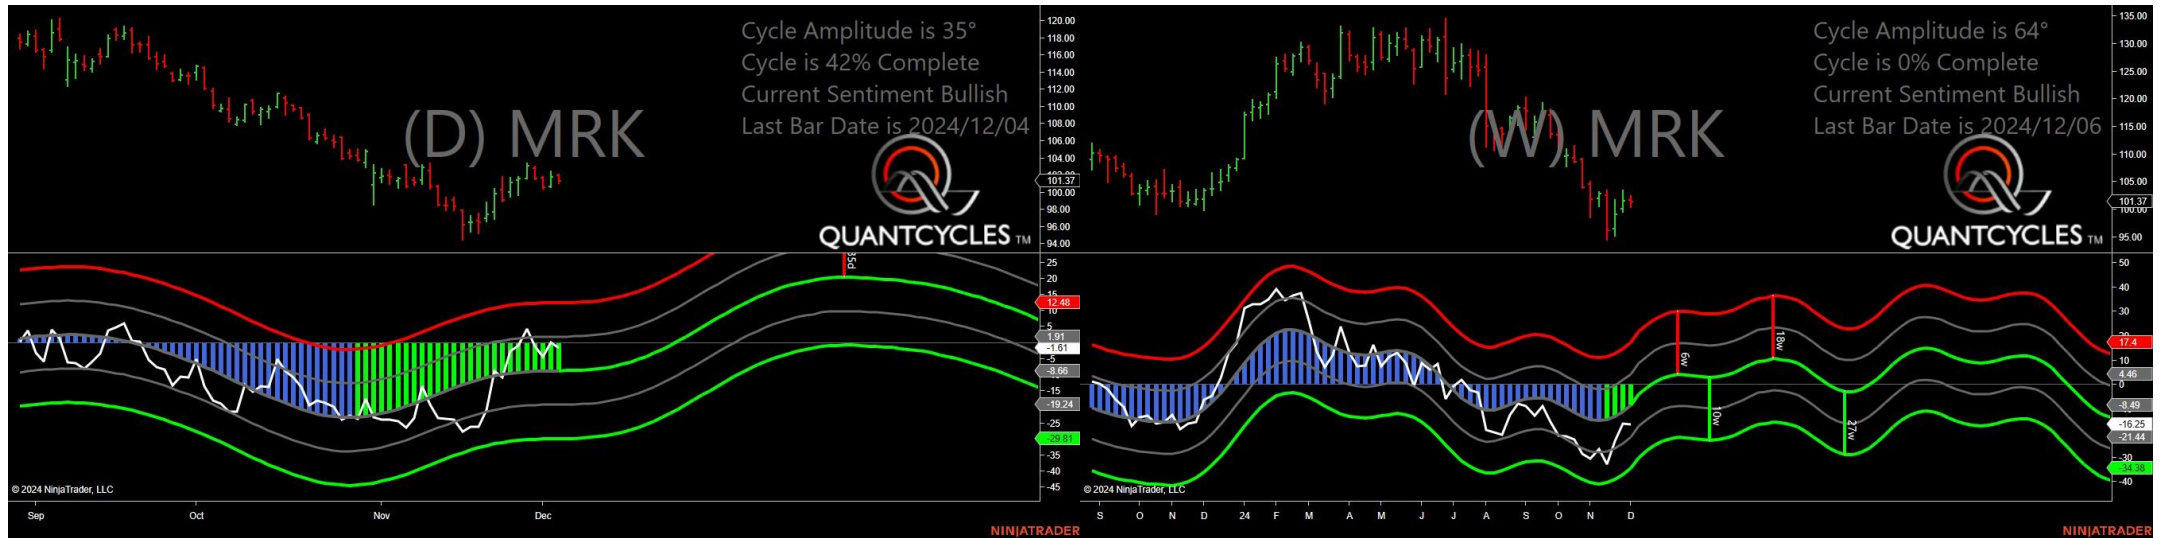 Cycle Amplitude is 35°
Cycle is 42% Complete
Current Sentiment Bullish
Last Bar Date is 2024/12/04
(D) MRK
QUANTCYCLES TM
120.00
118.00
116.00
114.00
112.00
110.00
108.00
106.00
104.00
101.37
100.00
98.00
96.00
94.00
35d
25
20
15
12.48
10
5
1.91
-1.61
-5
-8.66
-15
-19.24
-25
-29.81
-35
-40
-45
© 2024 NinjaTrader, LLC
Sep Oct Nov Dec
NINJATRADER
Cycle Amplitude is 64°
Cycle is 0% Complete
Current Sentiment Bullish
Last Bar Date is 2024/12/06
(W) MRK
QUANTCYCLES TM
135.00
130.00
125.00
120.00
115.00
110.00
105.00
101.37
100.00
95.00
6w
10w
18w
27w
50
40
30
20
17.4
10
4.46
0
-8.49
-16.25
-21.44
-30
-34.38
-40
© 2024 NinjaTrader, LLC
S O N D 24 F M A M J J A S O N D
NINJATRADER